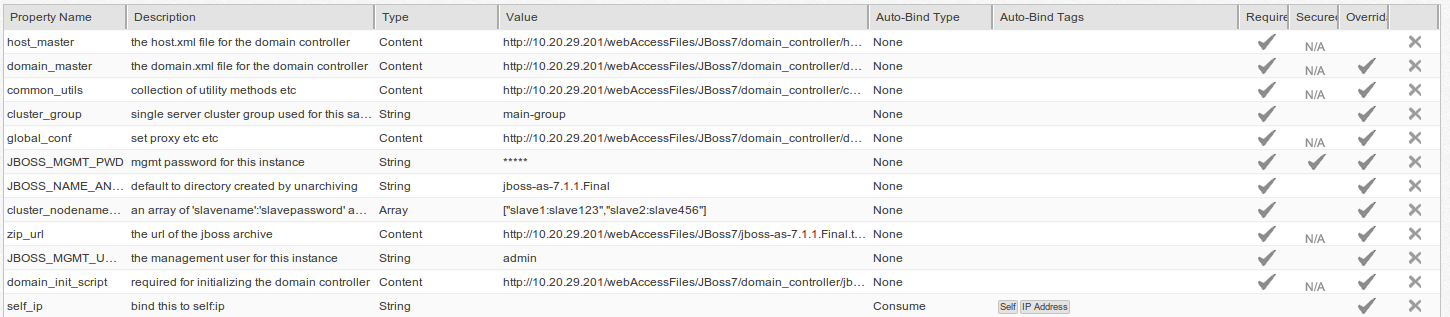 Property Name Description Type Value Auto-Bind Type Auto-Bind Tags Require Secured Overrid
host_master the host.xml file for the domain controller Content http://10.20.29.201/webAccessFiles/JBoss7/domain_controller/h... None N/A
domain_master the domain.xml file for the domain controller Content http://10.20.29.201/webAccessFiles/JBoss7/domain_controller/d... None N/A
common_utils collection of utility methods etc Content http://10.20.29.201/webAccessFiles/JBoss7/domain_controller/c... None N/A
cluster_group single server cluster group used for this sa... String main-group None
global_conf set proxy etc etc Content http://10.20.29.201/webAccessFiles/JBoss7/domain_controller/d... None N/A
JBOSS_MGMT_PWD mgmt password for this instance String ***** None
JBOSS_NAME_AN... default to directory created by unarchiving String jboss-as-7.1.1.Final None
cluster_nodename... an array of 'slavename':'slavepassword' a... Array ["slave1:slave123","slave2:slave456"] None
zip_url the url of the jboss archive Content http://10.20.29.201/webAccessFiles/JBoss7/jboss-as-7.1.1.Final.t... None N/A
JBOSS_MGMT_U... the management user for this instance String admin None
domain_init_script required for initializing the domain controller Content http://10.20.29.201/webAccessFiles/JBoss7/domain_controller/jb... None N/A
self_ip bind this to self:ip String Consume Self IP Address